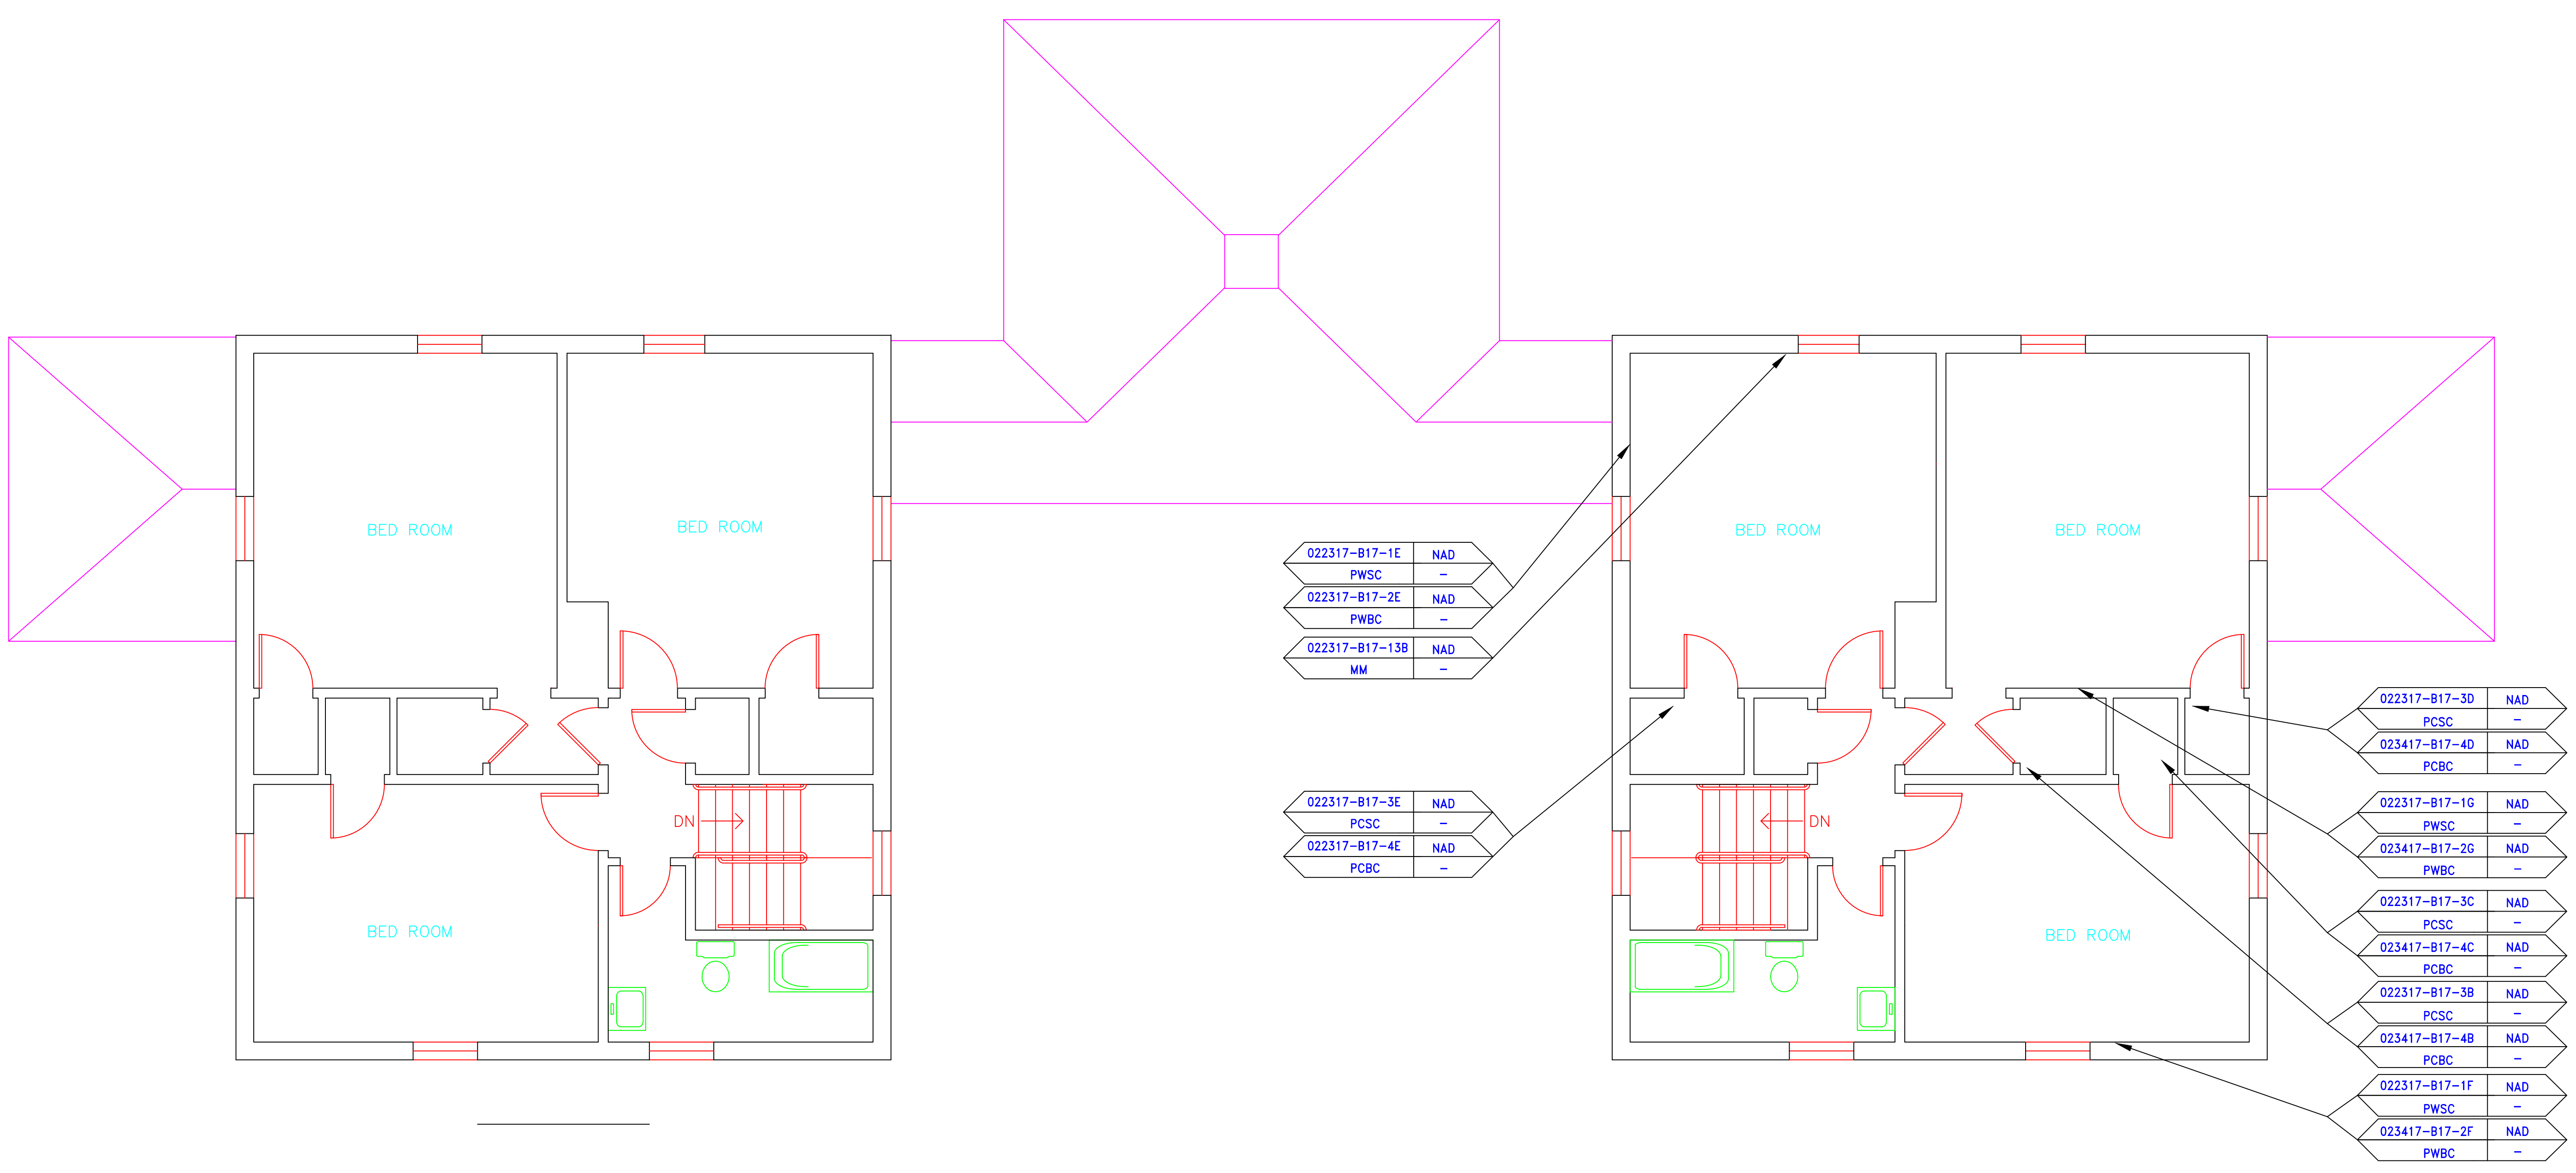 BED ROOM
BED ROOM
BED ROOM
DN
022317-B17-1E NAD
PWSC –
022317-B17-2E NAD
PWBC –
022317-B17-13B NAD
MM –
022317-B17-3E NAD
PCSC –
022317-B17-4E NAD
PCBC –
BED ROOM
BED ROOM
DN
BED ROOM
022317-B17-3D NAD
PCSC –
023417-B17-4D NAD
PCBC –
022317-B17-1G NAD
PWSC –
023417-B17-2G NAD
PWBC –
022317-B17-3C NAD
PCSC –
023417-B17-4C NAD
PCBC –
022317-B17-3B NAD
PCSC –
023417-B17-4B NAD
PCBC –
022317-B17-1F NAD
PWSC –
023417-B17-2F NAD
PWBC –